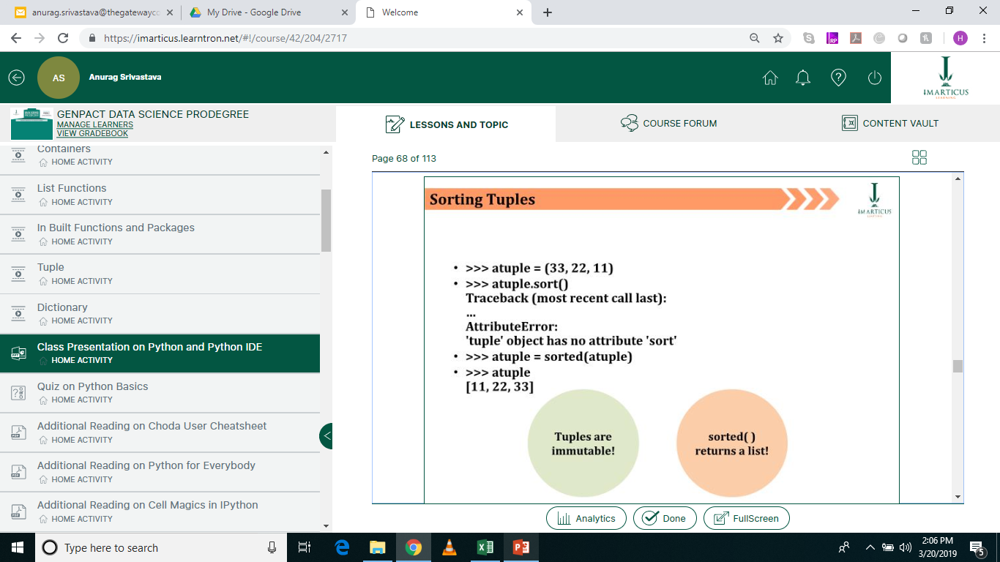 anurag.srivastava@thegatewayco
My Drive - Google Drive
Welcome
https://imarticus.learntron.net/#!/course/42/204/2717
RP
H
AS
Anurag Srivastava
IMARTICUS
LEARNING
GENPACT DATA SCIENCE PRODEGREE
MANAGE LEARNERS
VIEW GRADEBOOK
LESSONS AND TOPIC
COURSE FORUM
CONTENT VAULT
Containers
HOME ACTIVITY
List Functions
HOME ACTIVITY
In Built Functions and Packages
HOME ACTIVITY
Tuple
HOME ACTIVITY
Dictionary
HOME ACTIVITY
Class Presentation on Python and Python IDE
HOME ACTIVITY
Quiz on Python Basics
HOME ACTIVITY
Additional Reading on Choda User Cheatsheet
HOME ACTIVITY
Additional Reading on Python for Everybody
HOME ACTIVITY
Additional Reading on Cell Magics in IPython
HOME ACTIVITY
Page 68 of 113
Sorting Tuples
IMARTICUS
• >>> atuple = (33, 22, 11)
• >>> atuple.sort()
Traceback (most recent call last):
...
AttributeError:
'tuple' object has no attribute 'sort'
• >>> atuple = sorted(atuple)
• >>> atuple
[11, 22, 33]
Tuples are
immutable!
sorted( )
returns a list!
Analytics
Done
FullScreen
Type here to search
2:06 PM
3/20/2019
5